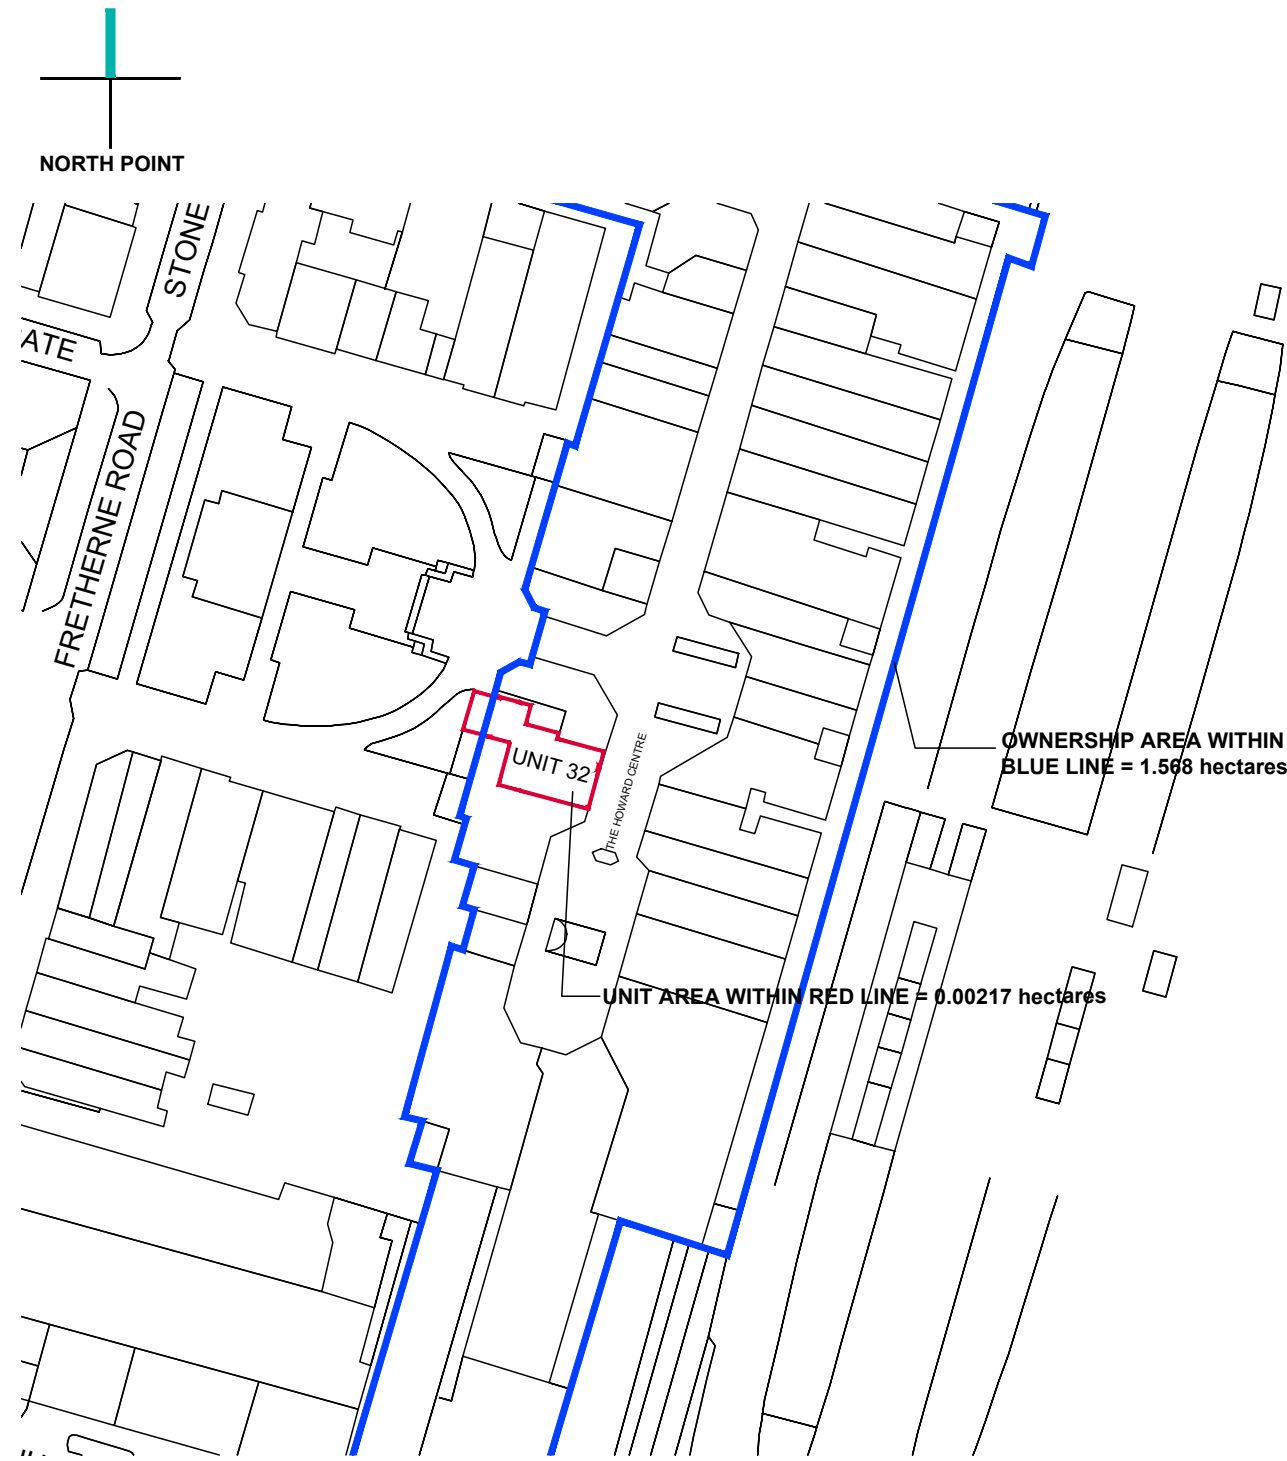 NORTH POINT
STONE
ATE
FRETHERNE ROAD
UNIT 32
THE HOWARD CENTRE
OWNERSHIP AREA WITHIN
BLUE LINE = 1.568 hectares
UNIT AREA WITHIN RED LINE = 0.00217 hectares